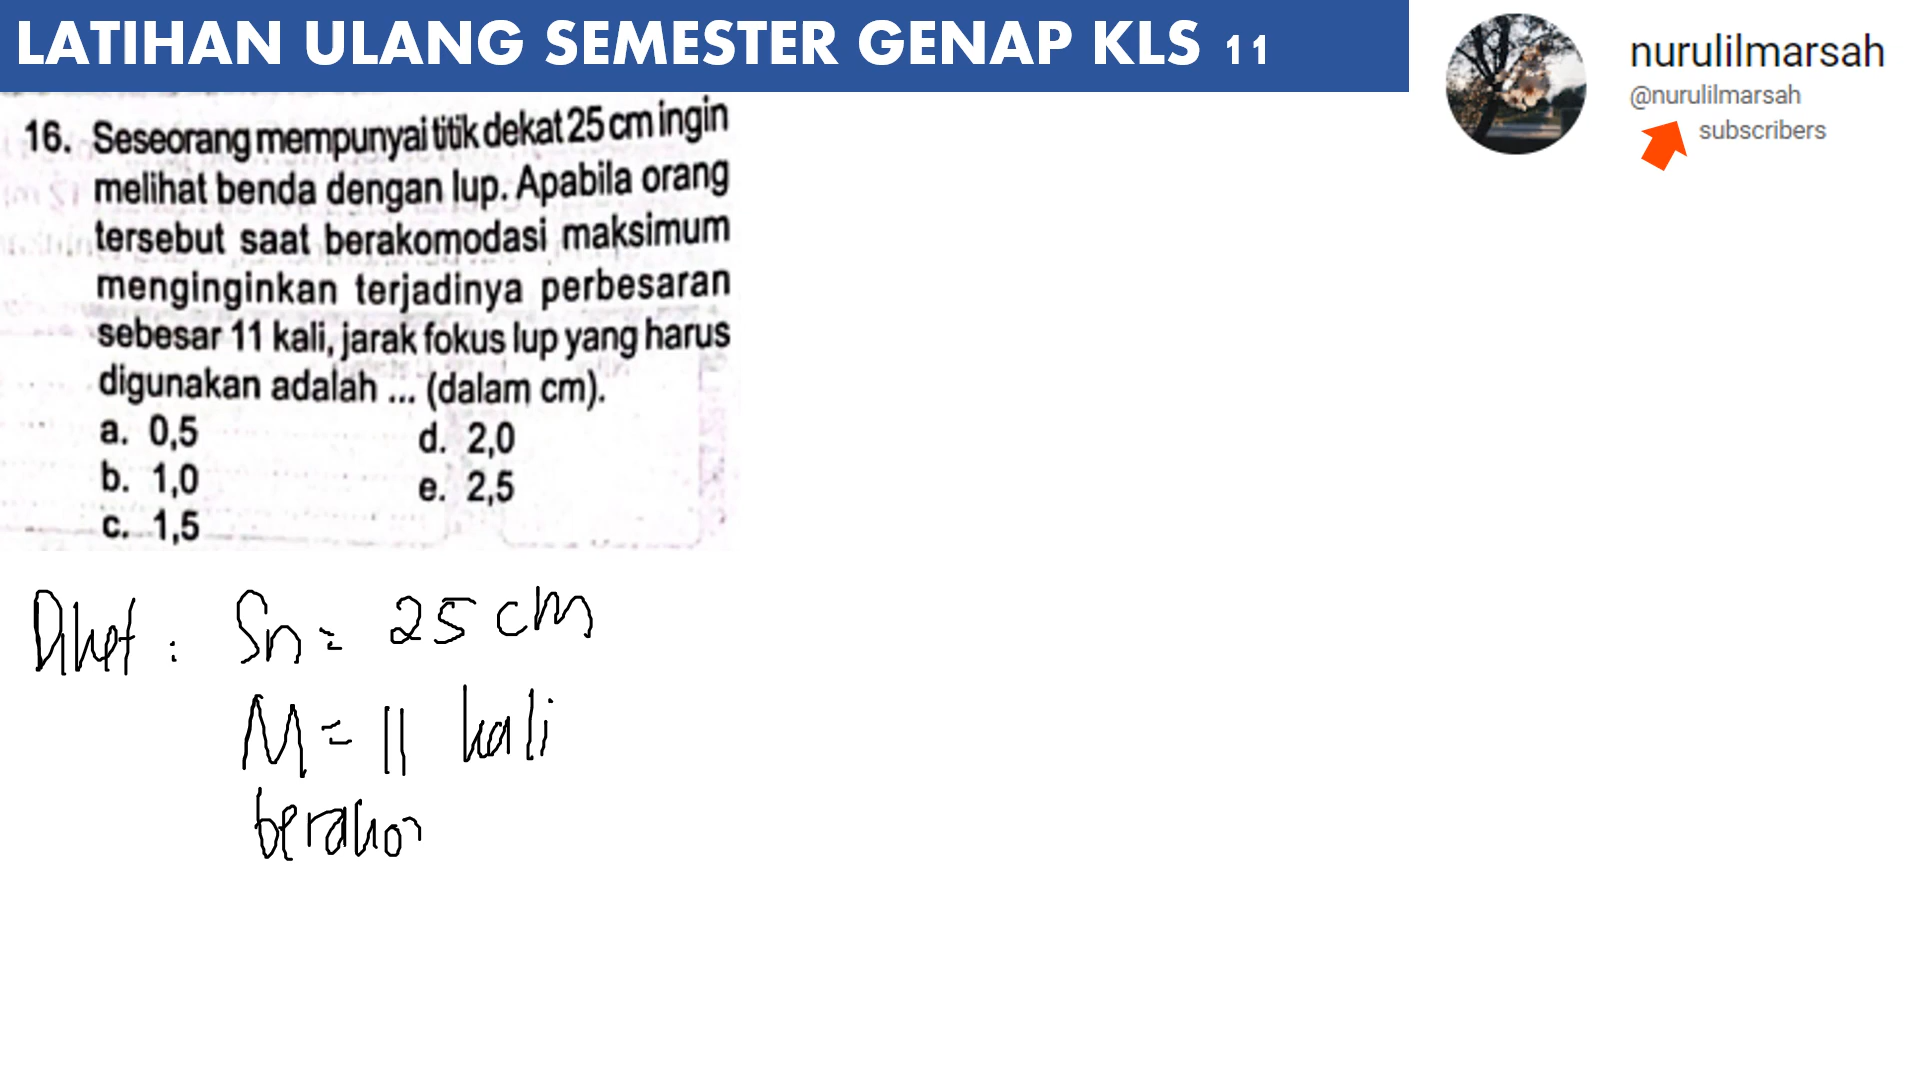 LATIHAN ULANG SEMESTER GENAP KLS 11
nurulilmarsah
@nurulilmarsah
subscribers
16. Seseorang mempunyai titik dekat 25 cm ingin
melihat benda dengan lup. Apabila orang
tersebut saat berakomodasi maksimum
menginginkan terjadinya perbesaran
sebesar 11 kali, jarak fokus lup yang harus
digunakan adalah ... (dalam cm).
a. 0,5 d. 2,0
b. 1,0 e. 2,5
c. 1,5
Diket : Sn = 25 cm
M = 11 kali